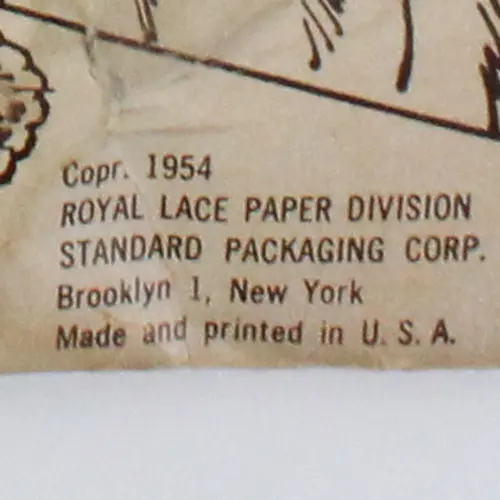 Copr. 1954
ROYAL LACE PAPER DIVISION
STANDARD PACKAGING CORP.
Brooklyn 1, New York
Made and printed in U. S. A.